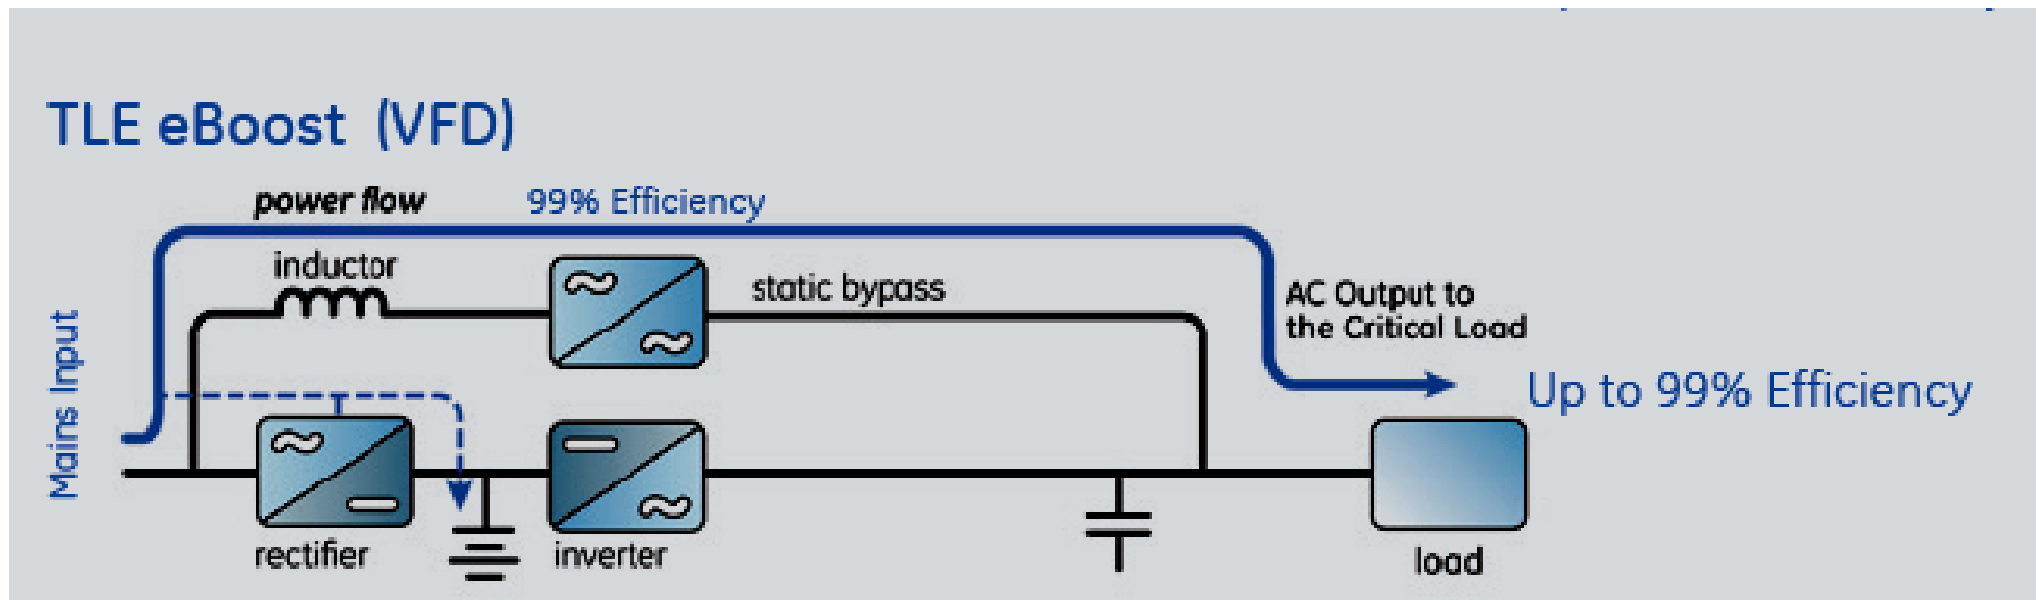 TLE eBoost (VFD)
power flow
99% Efficiency
inductor
static bypass
AC Output to
the Critical Load
Mains Input
Up to 99% Efficiency
rectifier
inverter
load